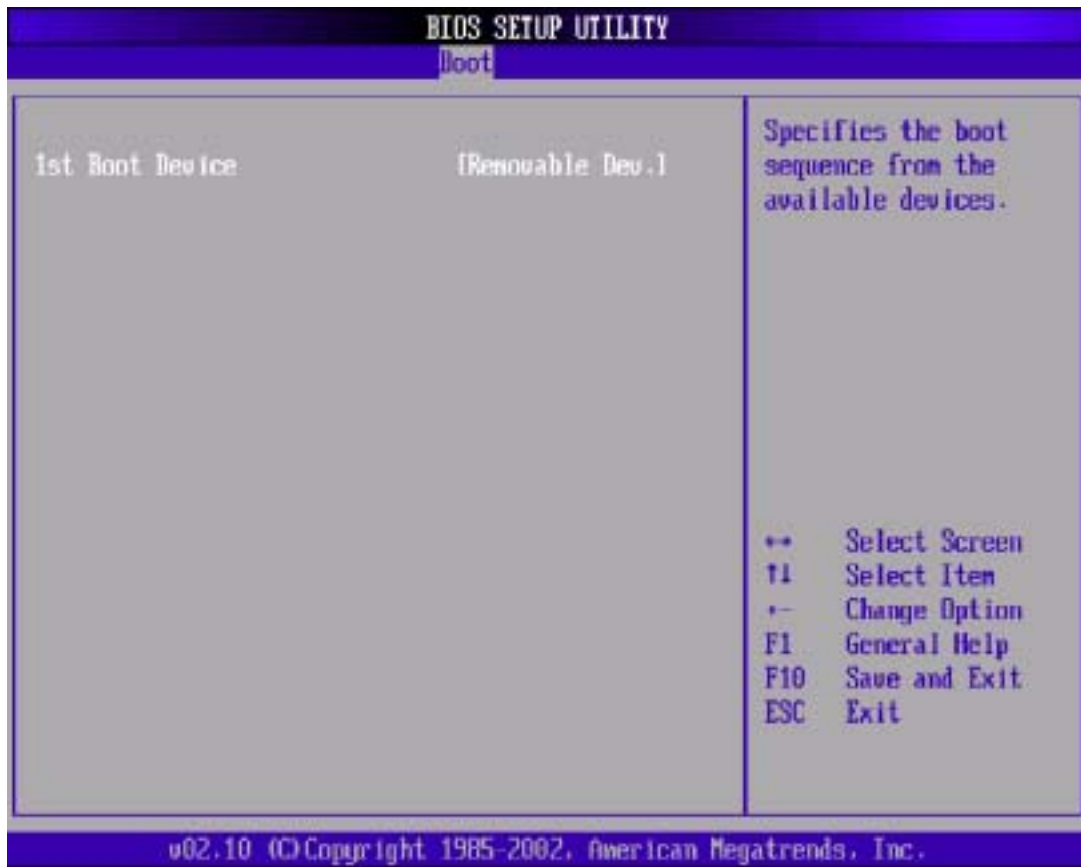 BIOS SETUP UTILITY
Boot
1st Boot Device [Removable Dev.]
Specifies the boot
sequence from the
available devices.
←→ Select Screen
↑↓ Select Item
+- Change Option
F1 General Help
F10 Save and Exit
ESC Exit
v02.10 (C)Copyright 1985-2002, American Megatrends, Inc.